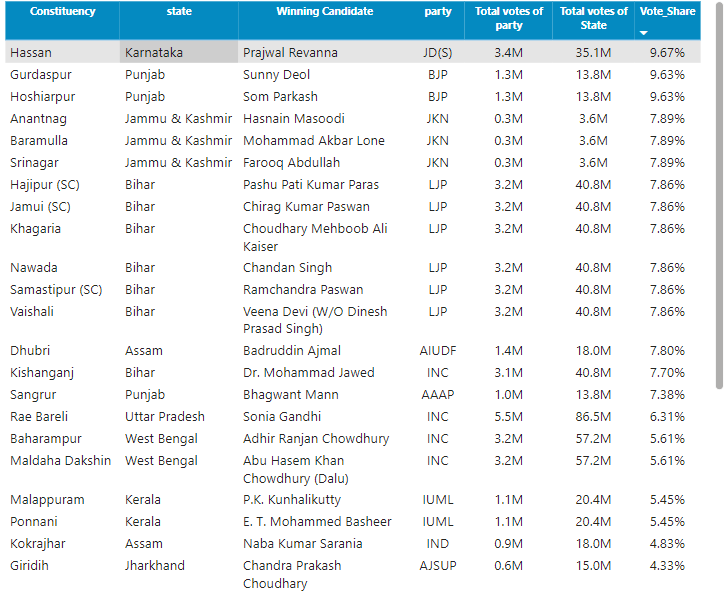 Constituency state Winning Candidate party Total votes of party Total votes of State Vote_Share
Hassan Karnataka Prajwal Revanna JD(S) 3.4M 35.1M 9.67%
Gurdaspur Punjab Sunny Deol BJP 1.3M 13.8M 9.63%
Hoshiarpur Punjab Som Parkash BJP 1.3M 13.8M 9.63%
Anantnag Jammu & Kashmir Hasnain Masoodi JKN 0.3M 3.6M 7.89%
Baramulla Jammu & Kashmir Mohammad Akbar Lone JKN 0.3M 3.6M 7.89%
Srinagar Jammu & Kashmir Farooq Abdullah JKN 0.3M 3.6M 7.89%
Hajipur (SC) Bihar Pashu Pati Kumar Paras LJP 3.2M 40.8M 7.86%
Jamui (SC) Bihar Chirag Kumar Paswan LJP 3.2M 40.8M 7.86%
Khagaria Bihar Choudhary Mehboob Ali LJP 3.2M 40.8M 7.86%
Kaiser
Nawada Bihar Chandan Singh LJP 3.2M 40.8M 7.86%
Samastipur (SC) Bihar Ramchandra Paswan LJP 3.2M 40.8M 7.86%
Vaishali Bihar Veena Devi (W/O Dinesh LJP 3.2M 40.8M 7.86%
Prasad Singh)
Dhubri Assam Badruddin Ajmal AIUDF 1.4M 18.0M 7.80%
Kishanganj Bihar Dr. Mohammad Jawed INC 3.1M 40.8M 7.70%
Sangrur Punjab Bhagwant Mann AAAP 1.0M 13.8M 7.38%
Rae Bareli Uttar Pradesh Sonia Gandhi INC 5.5M 86.5M 6.31%
Baharampur West Bengal Adhir Ranjan Chowdhury INC 3.2M 57.2M 5.61%
Maldaha Dakshin West Bengal Abu Hasem Khan INC 3.2M 57.2M 5.61%
Chowdhury (Dalu)
Malappuram Kerala P.K. Kunhalikutty IUML 1.1M 20.4M 5.45%
Ponnani Kerala E. T. Mohammed Basheer IUML 1.1M 20.4M 5.45%
Kokrajhar Assam Naba Kumar Sarania IND 0.9M 18.0M 4.83%
Giridih Jharkhand Chandra Prakash AJSUP 0.6M 15.0M 4.33%
Choudhary